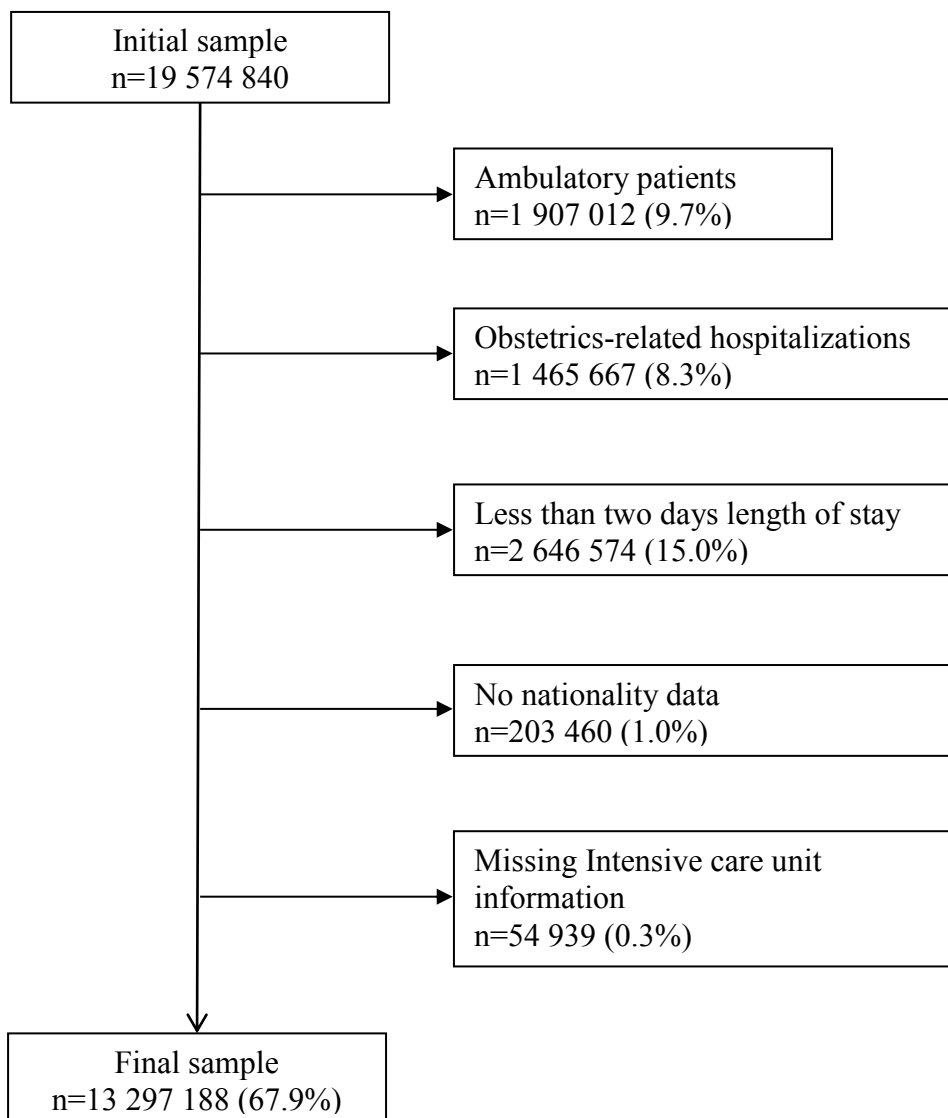 Initial sample
n=19 574 840
Ambulatory patients
n=1 907 012 (9.7%)
Obstetrics-related hospitalizations
n=1 465 667 (8.3%)
Less than two days length of stay
n=2 646 574 (15.0%)
No nationality data
n=203 460 (1.0%)
Missing Intensive care unit
information
n=54 939 (0.3%)
Final sample
n=13 297 188 (67.9%)